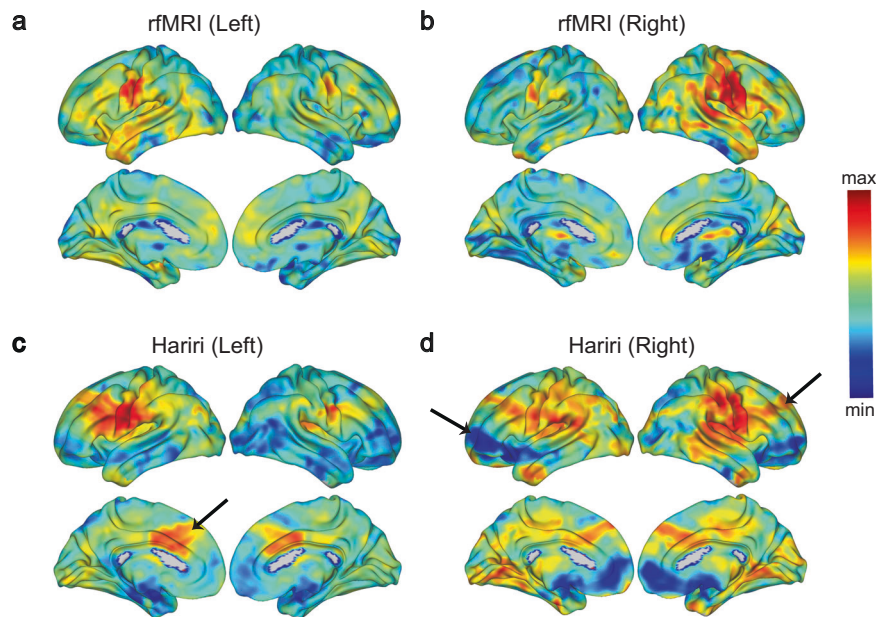 a rfMRI (Left)
b rfMRI (Right)
max
c Hariri (Left)
d Hariri (Right)
min